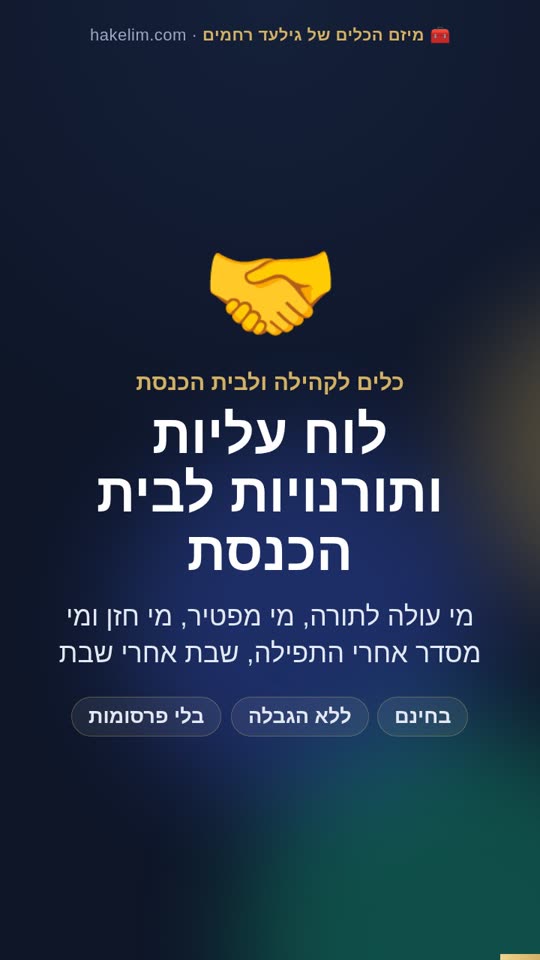 🧰 מיזם הכלים של גילעד רחמים · hakelim.com
כלים לקהילה ולבית הכנסת
לוח עליות
ותורנויות לבית
הכנסת
מי עולה לתורה, מי מפטיר, מי חזן ומי
מסדר אחרי התפילה, שבת אחרי שבת
בחינם
ללא הגבלה
בלי פרסומות